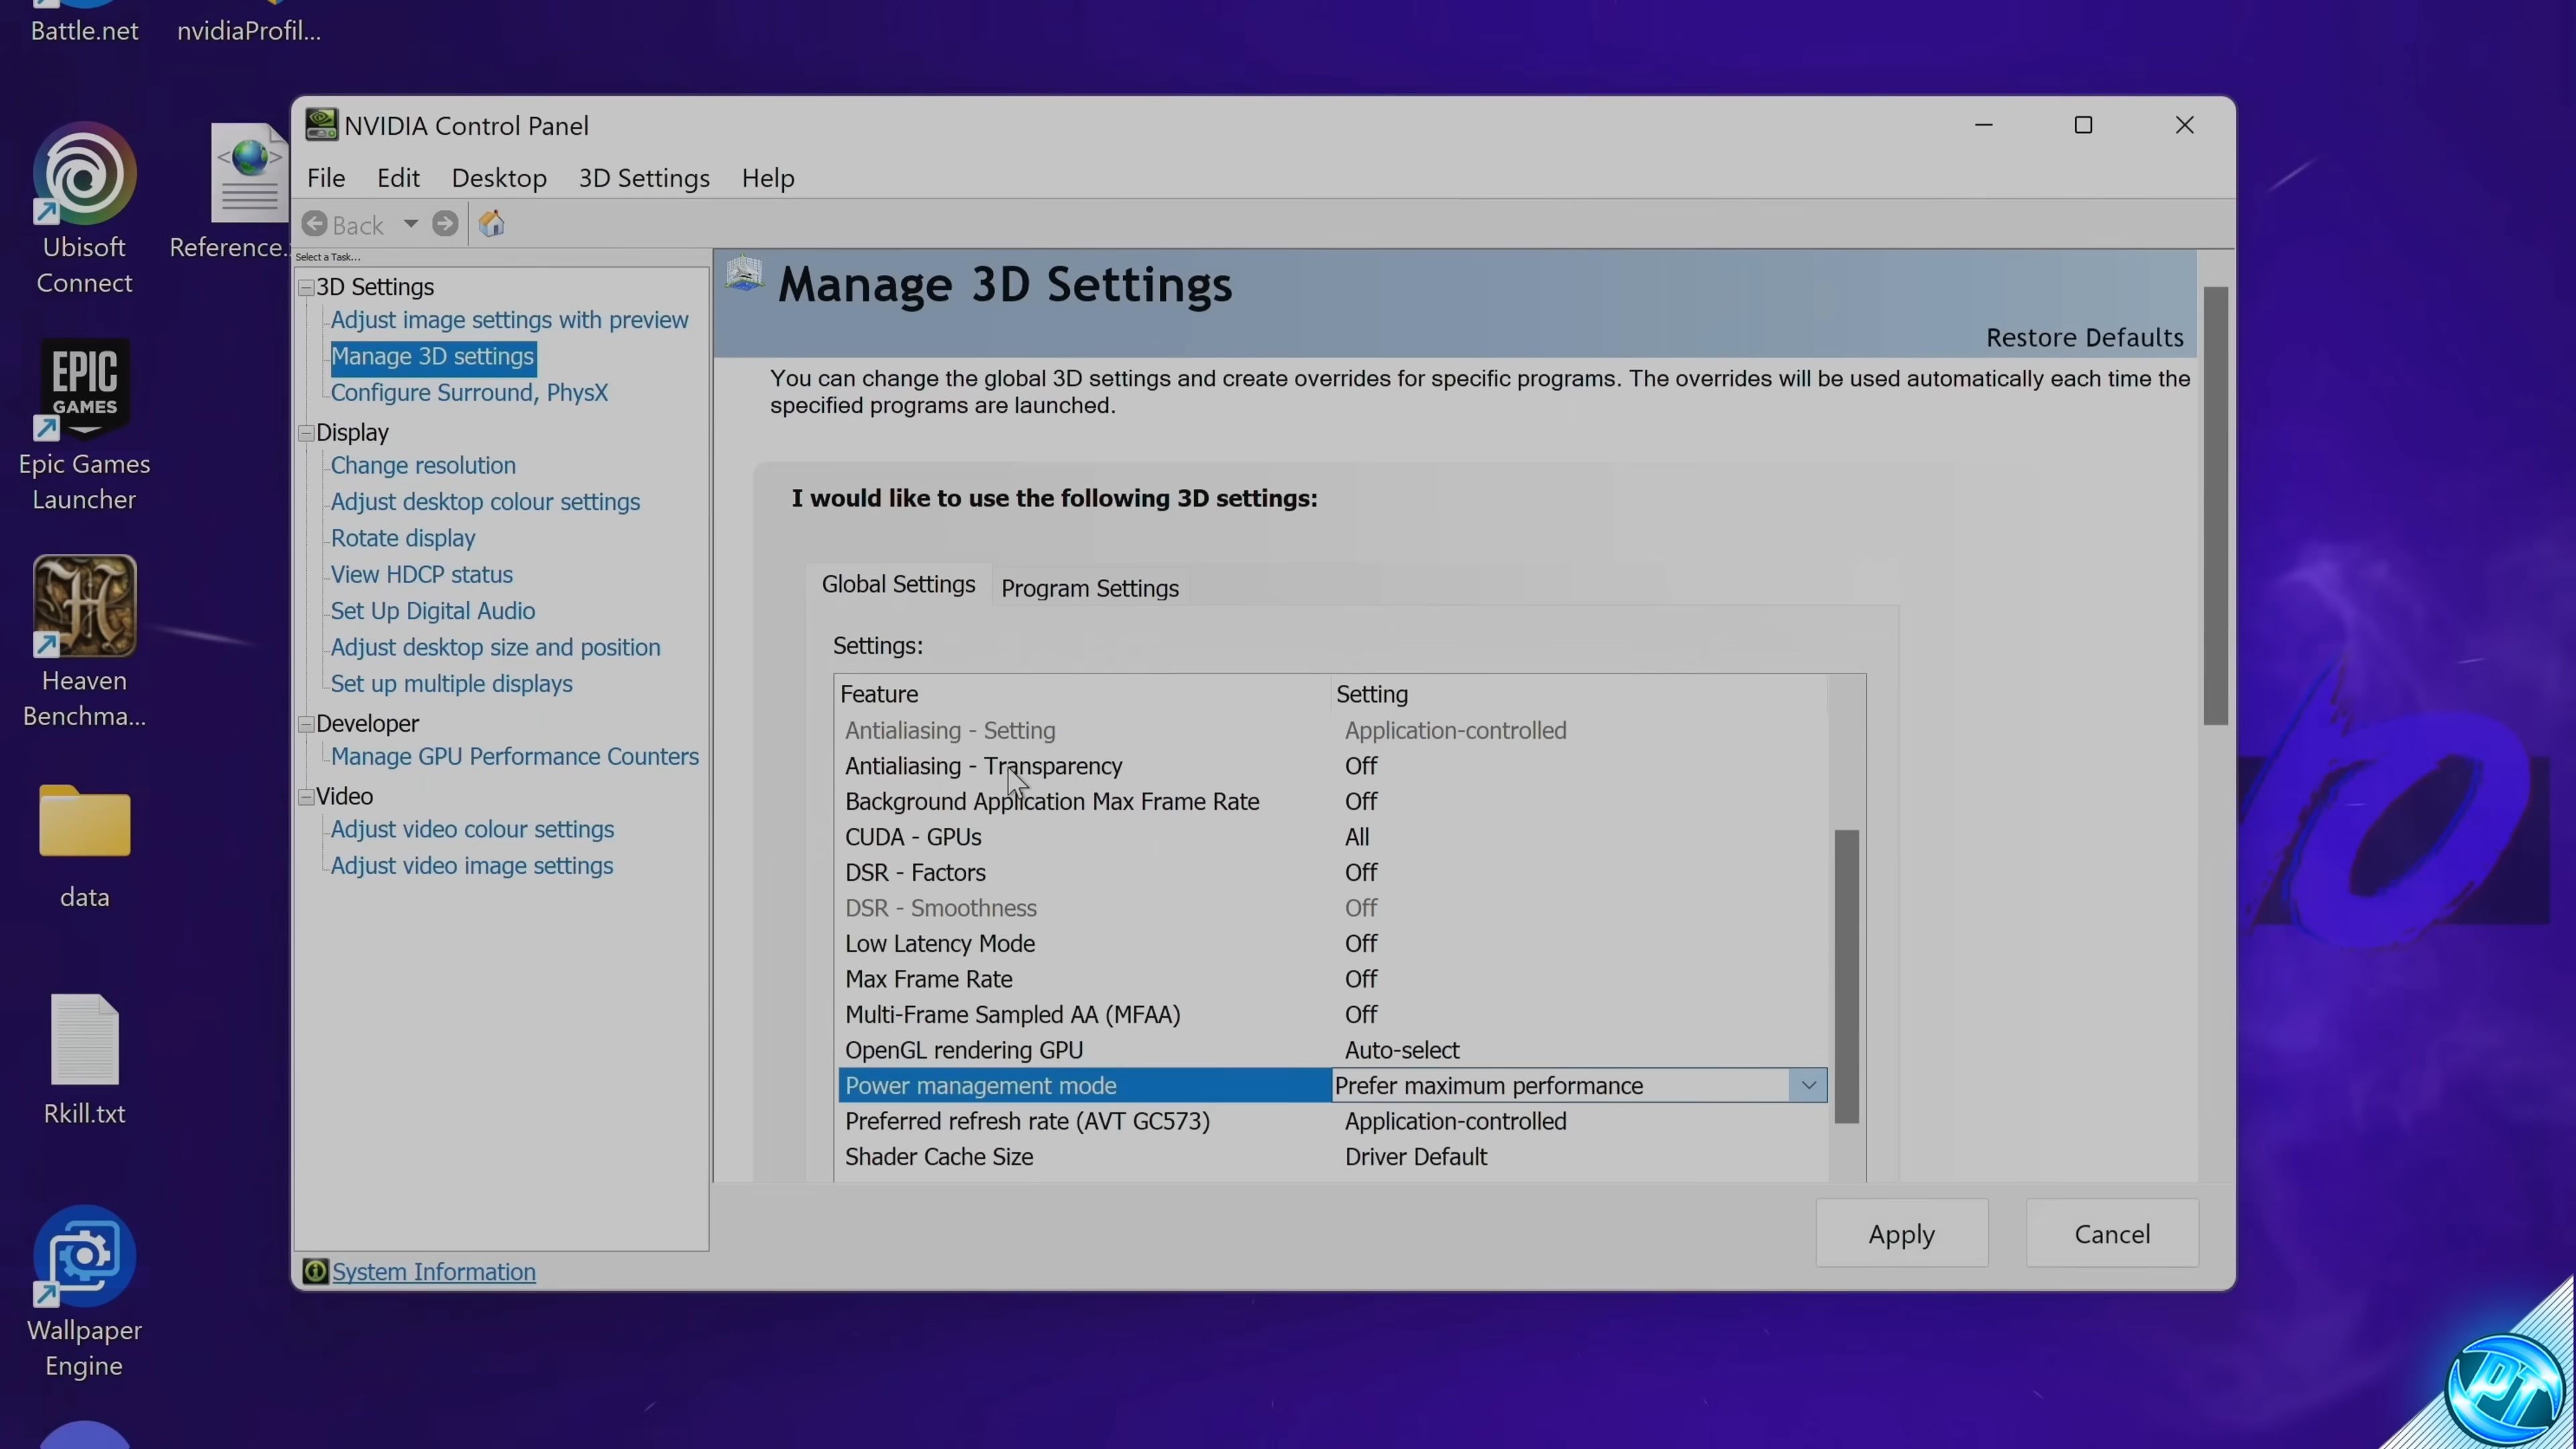 Battle.net
nvidiaProfil...
Ubisoft
Connect
Reference.
EPIC
GAMES
Epic Games
Launcher
Heaven
Benchma...
data
Rkill.txt
Wallpaper
Engine
NVIDIA Control Panel
File Edit Desktop 3D Settings Help
Back
Select a Task...
3D Settings
Adjust image settings with preview
Manage 3D settings
Configure Surround, PhysX
Display
Change resolution
Adjust desktop colour settings
Rotate display
View HDCP status
Set Up Digital Audio
Adjust desktop size and position
Set up multiple displays
Developer
Manage GPU Performance Counters
Video
Adjust video colour settings
Adjust video image settings
System Information
Manage 3D Settings
Restore Defaults
You can change the global 3D settings and create overrides for specific programs. The overrides will be used automatically each time the
specified programs are launched.
I would like to use the following 3D settings:
Global Settings Program Settings
Settings:
Feature Setting
Antialiasing - Setting Application-controlled
Antialiasing - Transparency Off
Background Application Max Frame Rate Off
CUDA - GPUs All
DSR - Factors Off
DSR - Smoothness Off
Low Latency Mode Off
Max Frame Rate Off
Multi-Frame Sampled AA (MFAA) Off
OpenGL rendering GPU Auto-select
Power management mode Prefer maximum performance
Preferred refresh rate (AVT GC573) Application-controlled
Shader Cache Size Driver Default
Apply Cancel
PT